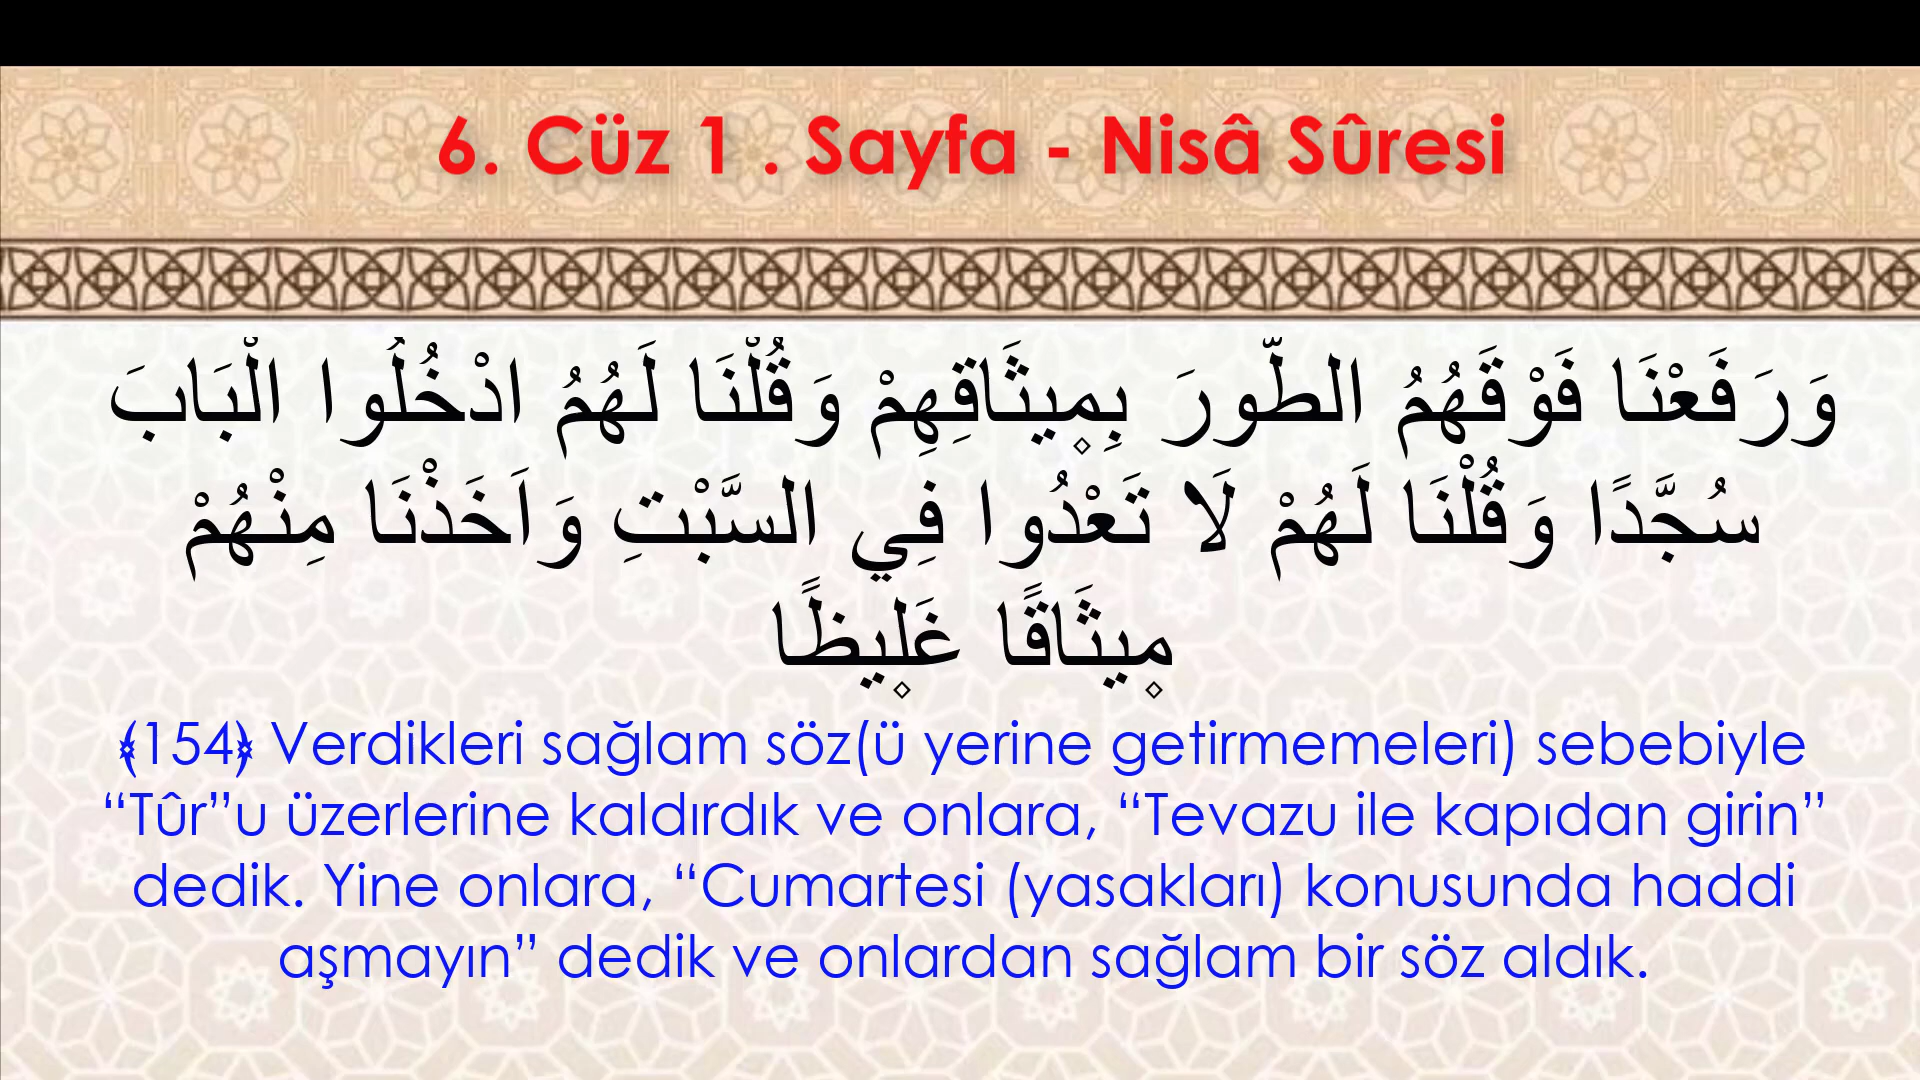 6. Cüz 1 . Sayfa - Nisâ Sûresi
وَرَفَعْنَا فَوْقَهُمُ الطُّورَ بِم۪يثَاقِهِمْ وَقُلْنَا لَهُمُ ادْخُلُوا الْبَابَ
سُجَّدًا وَقُلْنَا لَهُمْ لَا تَعْدُوا فِي السَّبْتِ وَاَخَذْنَا مِنْهُمْ
م۪يثَاقًا غَل۪يظًا
﴾154﴿ Verdikleri sağlam söz(ü yerine getirmemeleri) sebebiyle
“Tûr”u üzerlerine kaldırdık ve onlara, “Tevazu ile kapıdan girin”
dedik. Yine onlara, “Cumartesi (yasakları) konusunda haddi
aşmayın” dedik ve onlardan sağlam bir söz aldık.